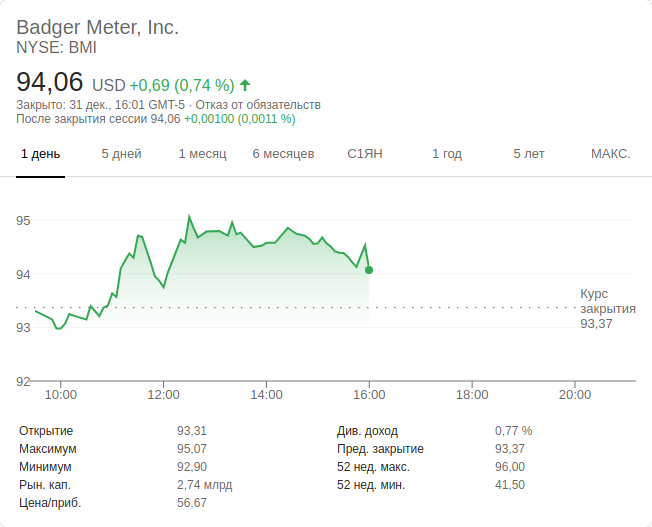 Badger Meter, Inc.
NYSE: BMI
94,06 USD +0,69 (0,74 %)
Закрыто: 31 дек., 16:01 GMT-5 · Отказ от обязательств
После закрытия сессии 94,06 +0,00100 (0,0011 %)
1 день 5 дней 1 месяц 6 месяцев С1ЯН 1 год 5 лет МАКС.
95
94
Курс
закрытия
93,37
93
92
10:00 12:00 14:00 16:00 18:00 20:00
Открытие 93,31 Див. доход 0,77 %
Максимум 95,07 Пред. закрытие 93,37
Минимум 92,90 52 нед. макс. 96,00
Рын. кап. 2,74 млрд 52 нед. мин. 41,50
Цена/приб. 56,67